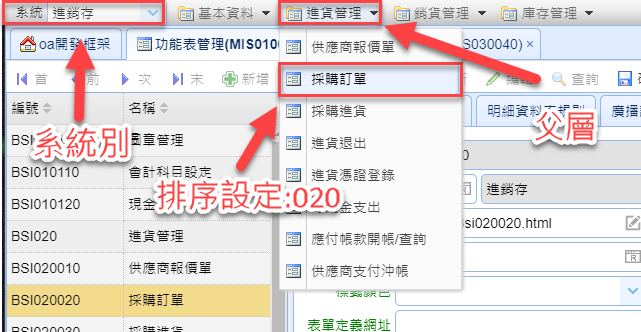 系統 進銷存 基本資料 進貨管理 銷貨管理 庫存管理
oa開發框架 功能表管理(MIS010 S030040) ×
首 前 次 末 新增 查詢
編號 名稱 明細資料表規則
供應商報價單
採購訂單
採購進貨
進貨退出
進貨憑證登錄
金支出
應付帳款開帳/查詢
供應商支付沖帳
系統別
父層
排序設定:020
圖章管理
BSI010110 會計科目設定
BSI010120 現金
進銷存
BSI020 進貨管理
si020020.html
BSI020010 供應商報價單
BSI020020 採購訂單
標籤顏色
BSI020030 採購進貨
表單定義網址